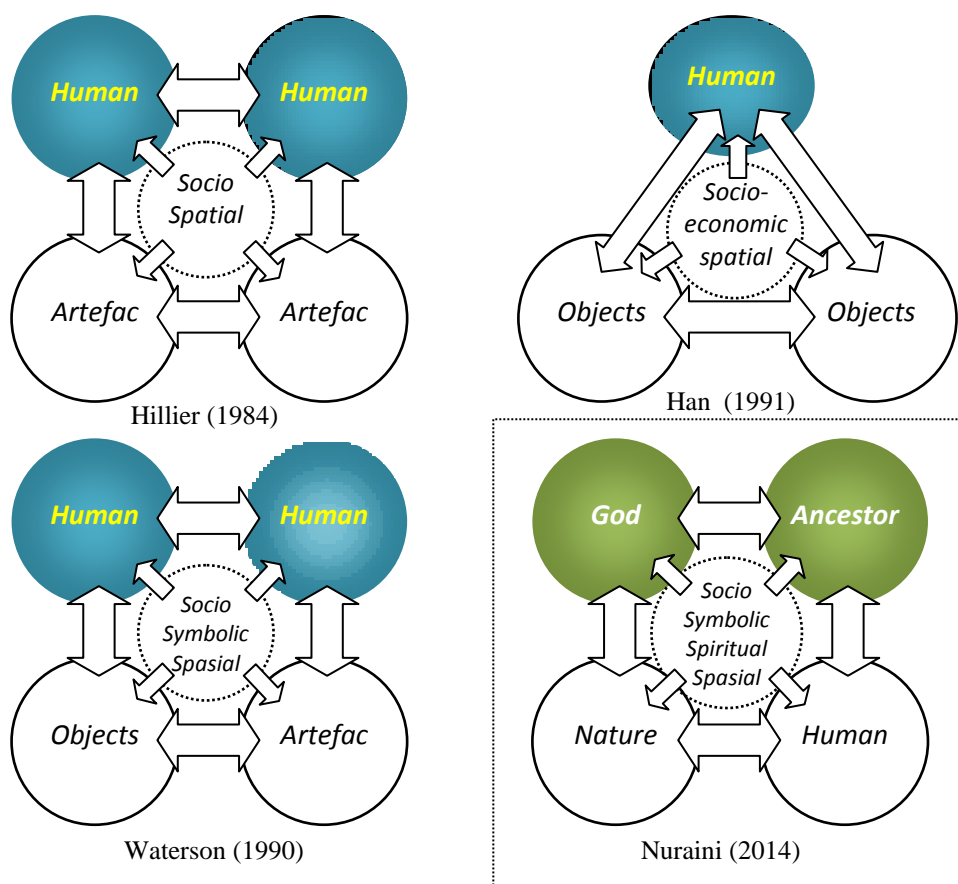 Human
Human
Socio
Spatial
Artefac
Artefac
Hillier (1984)
Human
Socio-
economic
spatial
Objects
Objects
Han (1991)
Human
Human
Socio
Symbolic
Spasial
Objects
Artefac
Waterson (1990)
God
Ancestor
Socio
Symbolic
Spiritual
Spasial
Nature
Human
Nuraini (2014)